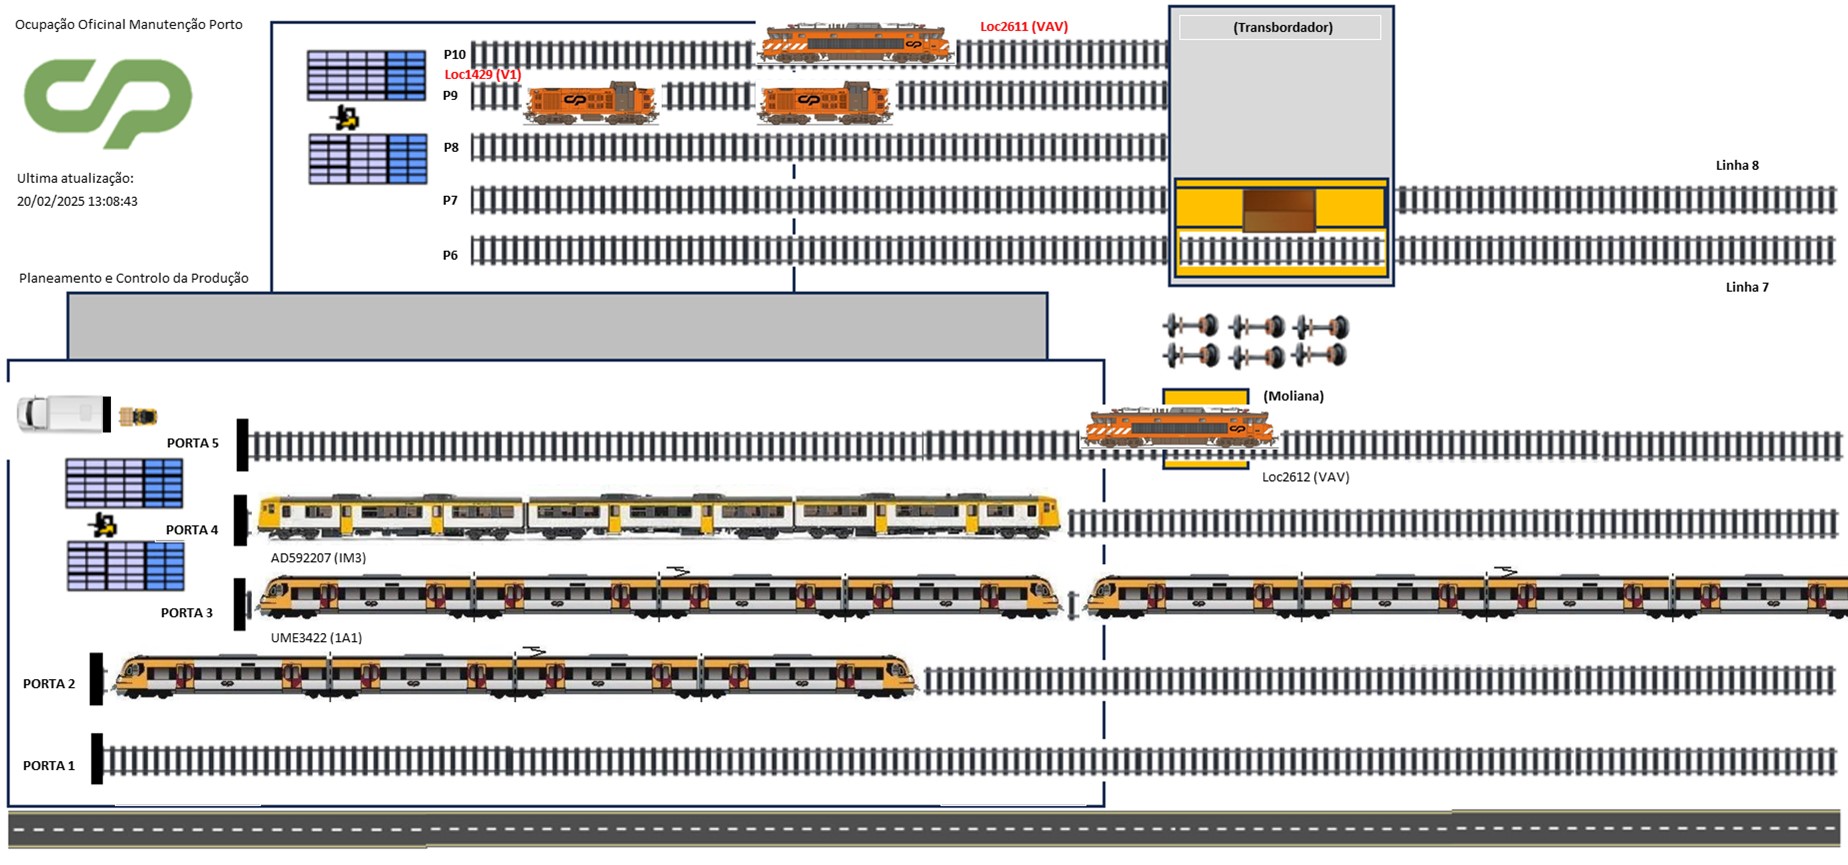 Ocupação Oficinal Manutenção Porto
Loc2611 (VAV)
(Transbordador)
P10
Loc1429 (V1)
P9
P8
Ultima atualização:
20/02/2025 13:08:43
Linha 8
P7
P6
Planeamento e Controlo da Produção
Linha 7
(Moliana)
PORTA 5
Loc2612 (VAV)
PORTA 4
AD592207 (IM3)
PORTA 3
UME3422 (1A1)
PORTA 2
PORTA 1